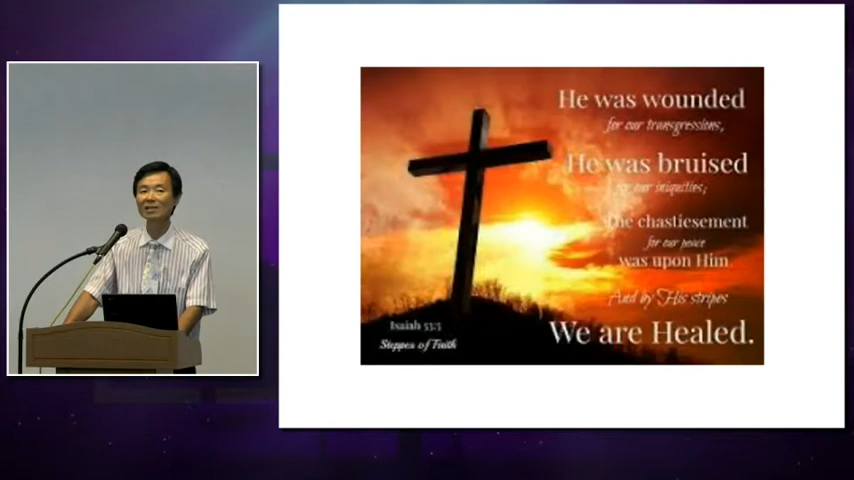 He was wounded
for our transgressions,
He was bruised
for our iniquities;
the chastiesement
for our peace
was upon Him
And by His stripes
We are Healed.
Isaiah 53:5
Steppes of Faith